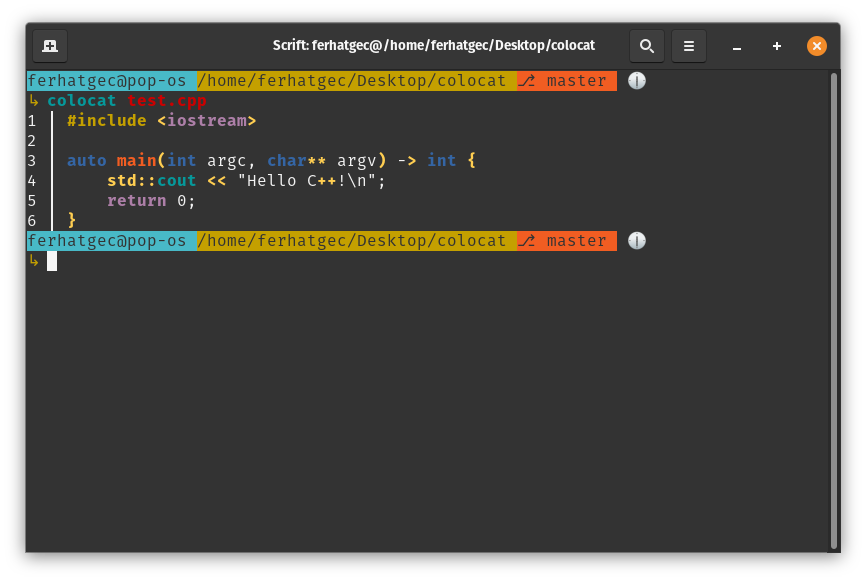 Scrift: ferhatgec@/home/ferhatgec/Desktop/colocat
ferhatgec@pop-os /home/ferhatgec/Desktop/colocat ⎇ master
↳ colocat test.cpp
1 #include <iostream>
2
3 auto main(int argc, char** argv) -> int {
4     std::cout << "Hello C++!\n";
5     return 0;
6 }
ferhatgec@pop-os /home/ferhatgec/Desktop/colocat ⎇ master
↳